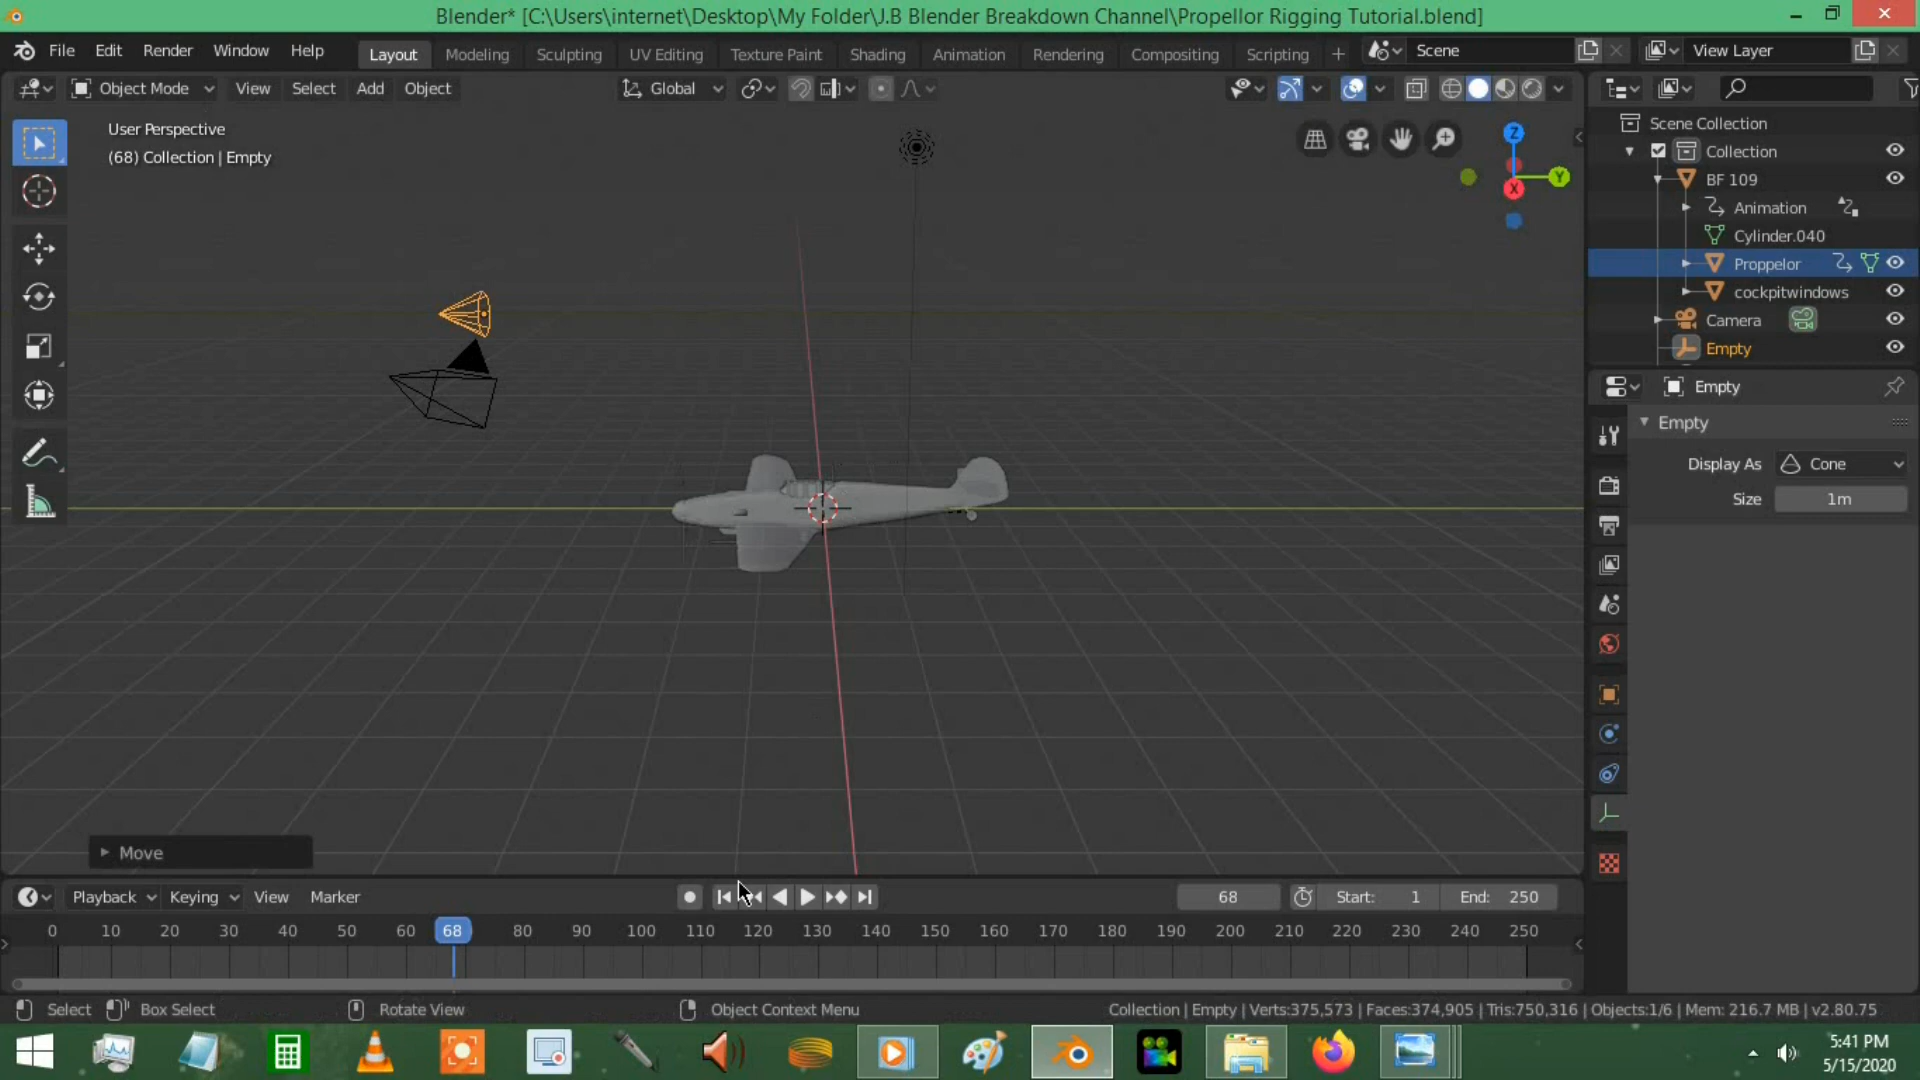 Blender* [C:\Users\internet\Desktop\My Folder\J.B Blender Breakdown Channel\Propellor Rigging Tutorial.blend]
File Edit Render Window Help Layout Modeling Sculpting UV Editing Texture Paint Shading Animation Rendering Compositing Scripting + Scene View Layer
Object Mode View Select Add Object Global
User Perspective
(68) Collection | Empty
Z
Y
X
Scene Collection
Collection
BF 109
Animation
Cylinder.040
Proppelor
cockpitwindows
Camera
Empty
Empty
Empty
Display As Cone
Size 1m
Move
Playback Keying View Marker 68 Start: 1 End: 250
0 10 20 30 40 50 60 68 80 90 100 110 120 130 140 150 160 170 180 190 200 210 220 230 240 250
Select Box Select Rotate View Object Context Menu Collection | Empty | Verts:375,573 | Faces:374,905 | Tris:750,316 | Objects:1/6 | Mem: 216.7 MB | v2.80.75
5:41 PM
5/15/2020